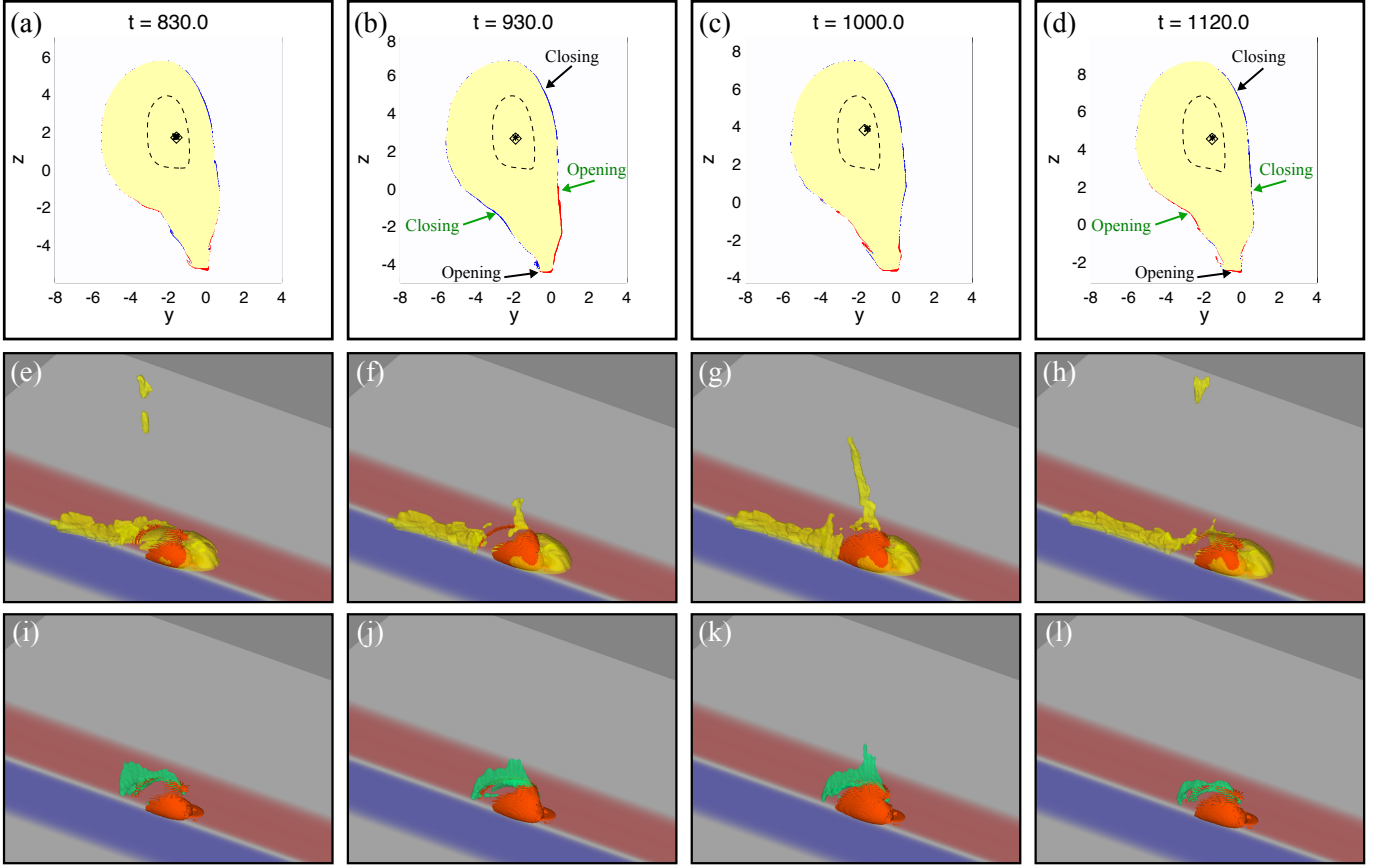 (a) t = 830.0
6
4
2
0
-2
-4
z
-8 -6 -4 -2 0 2 4
y
(b) t = 930.0
8
6
4
2
0
-2
-4
z
Closing
Opening
Closing
Opening
-8 -6 -4 -2 0 2 4
y
(c) t = 1000.0
8
6
4
2
0
-2
-4
z
-8 -6 -4 -2 0 2 4
y
(d) t = 1120.0
8
6
4
2
0
-2
z
Closing
Closing
Opening
Opening
-8 -6 -4 -2 0 2 4
y
(e)
(f)
(g)
(h)
(i)
(j)
(k)
(l)